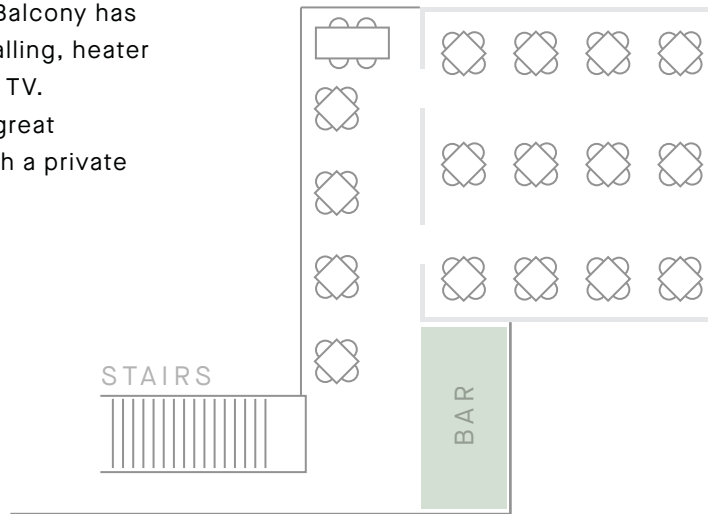 Balcony has
alling, heater
TV.
great
h a private
STAIRS
BAR